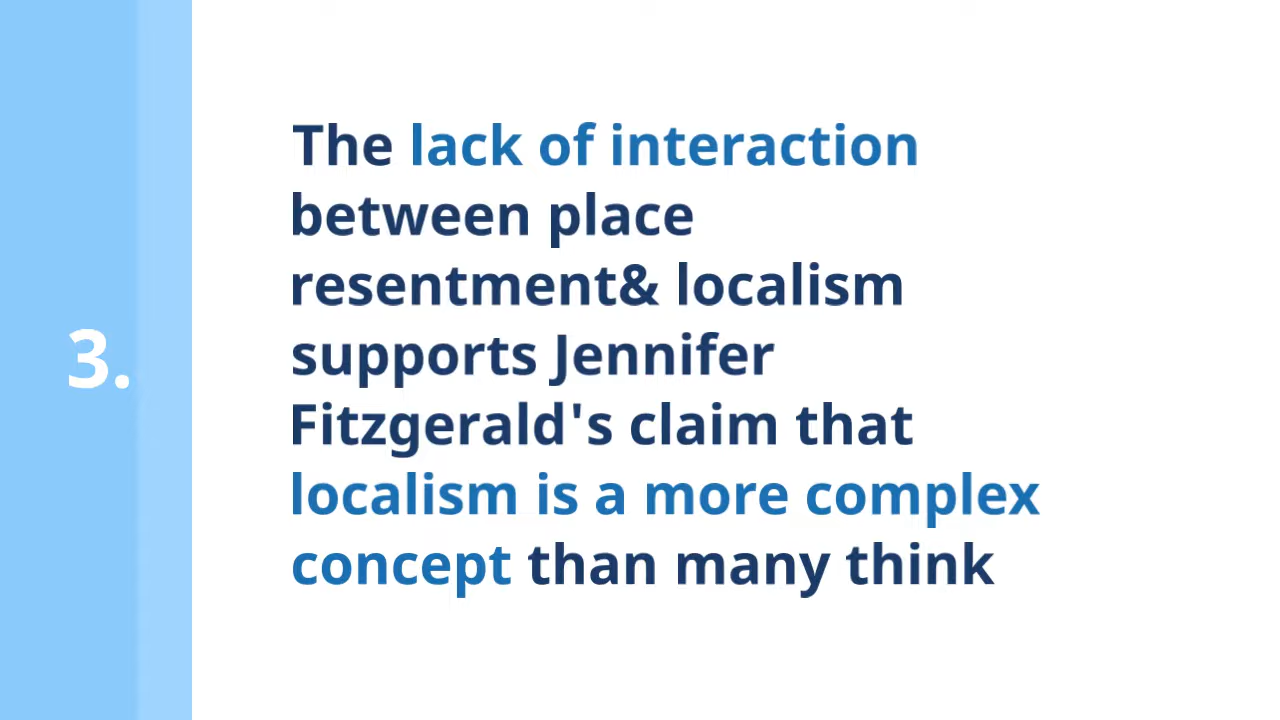 The lack of interaction
between place
resentment& localism
supports Jennifer
3.
Fitzgerald's claim that
localism is a more complex
concept than many think